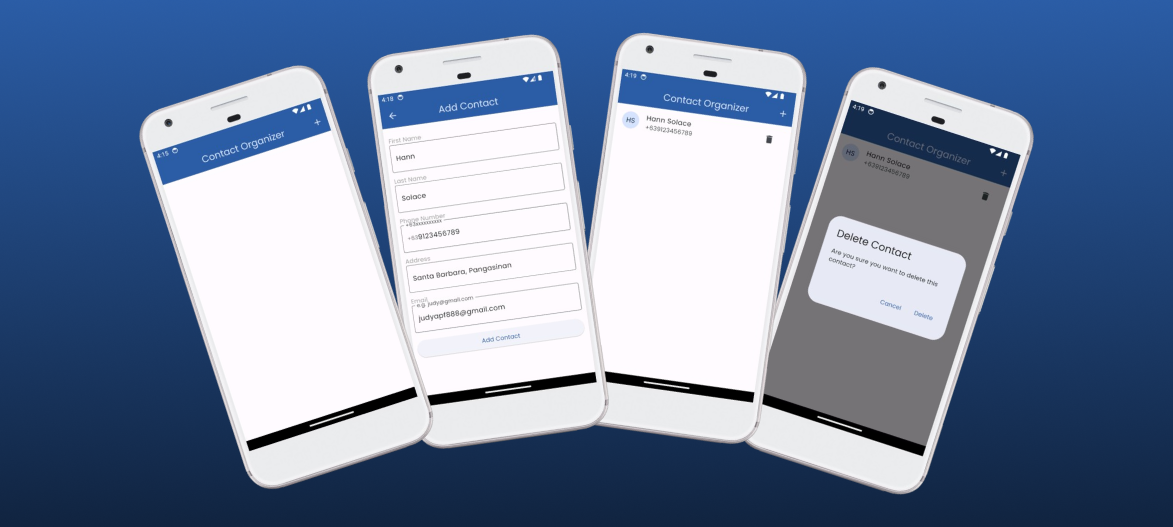 4:15
Contact Organizer
+
4:18
Add Contact
First Name
Hann
Last Name
Solace
Phone Number
+63xxxxxxxxxx
+639123456789
Address
Santa Barbara, Pangasinan
Email
e.g. judy@gmail.com
judyapf888@gmail.com
Add Contact
4:19
Contact Organizer
+
HS
Hann Solace
+639123456789
4:19
Contact Organizer
+
HS
Hann Solace
+639123456789
Delete Contact
Are you sure you want to delete this
contact?
Cancel Delete